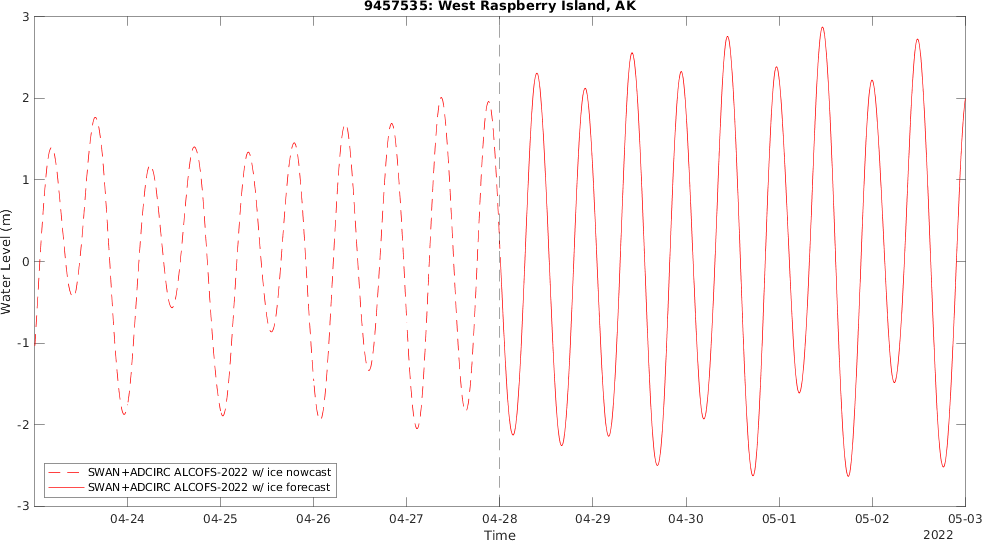 9457535: West Raspberry Island, AK
3
2
1
0
-1
-2
-3
Water Level (m)
SWAN+ADCIRC ALCOFS-2022 w/ ice nowcast
SWAN+ADCIRC ALCOFS-2022 w/ ice forecast
04-24 04-25 04-26 04-27 04-28 04-29 04-30 05-01 05-02 05-03
Time
2022